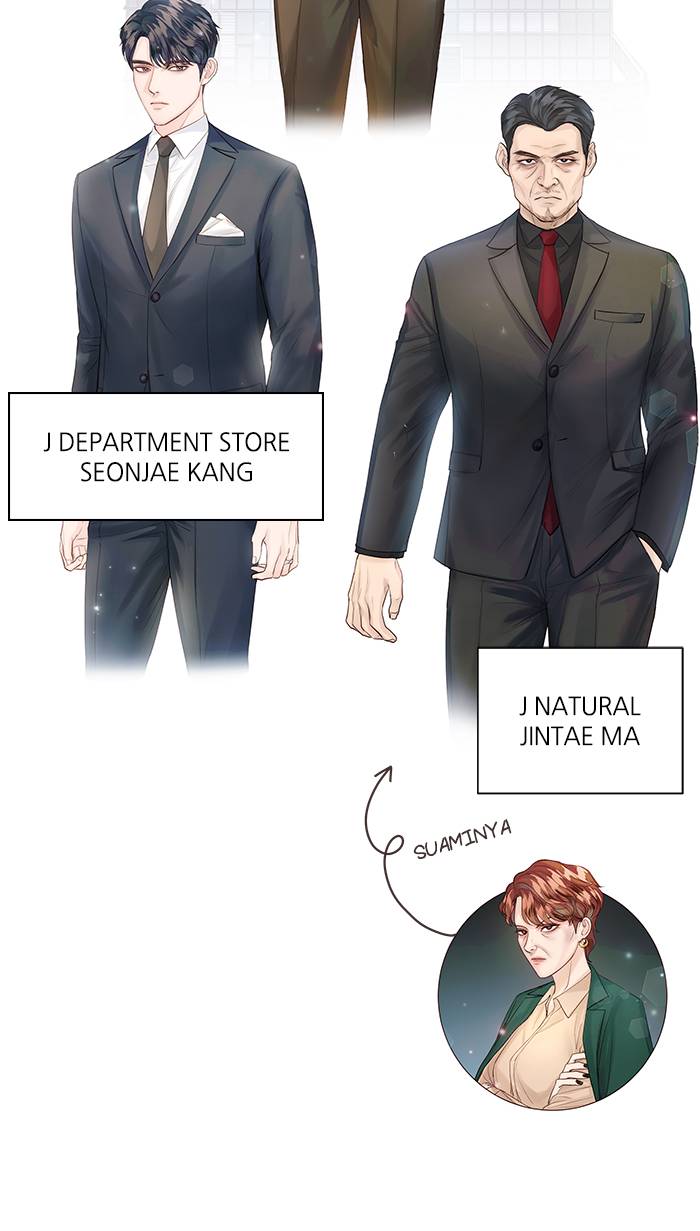 J DEPARTMENT STORE
SEONJAE KANG
J NATURAL
JINTAE MA
SUAMINYA